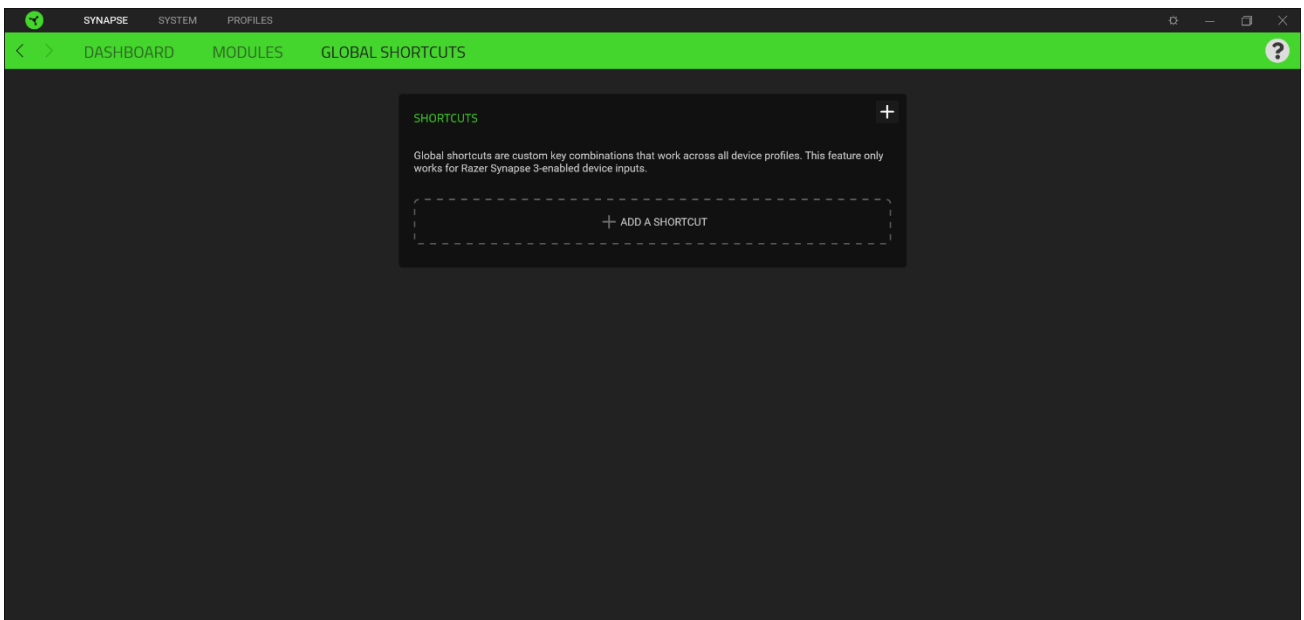 SYNAPSE SYSTEM PROFILES
DASHBOARD MODULES GLOBAL SHORTCUTS ?
SHORTCUTS
Global shortcuts are custom key combinations that work across all device profiles. This feature only
works for Razer Synapse 3-enabled device inputs.
ADD A SHORTCUT